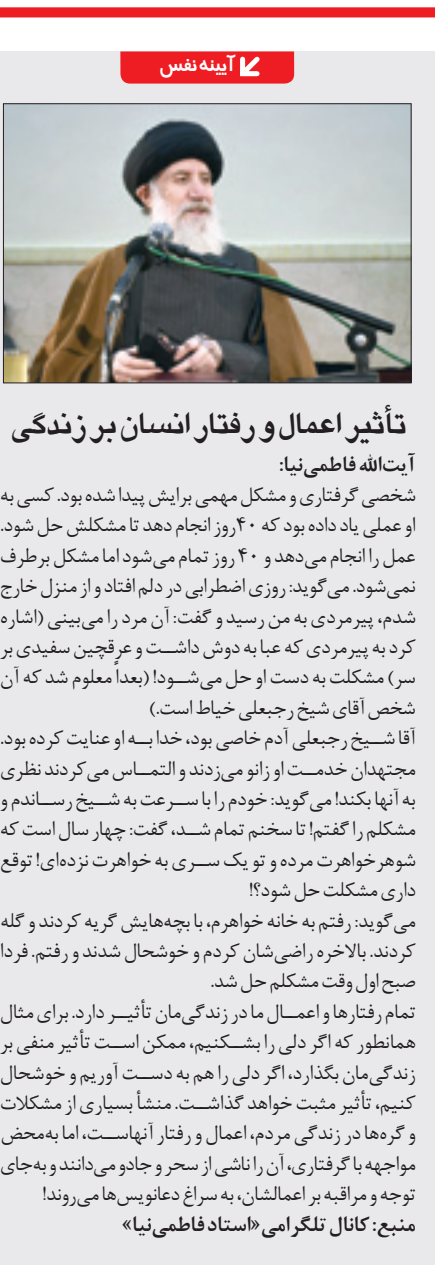 آیینه نفس
تأثیر اعمال و رفتار انسان بر زندگی
آیت‌الله فاطمی‌نیا:
شخصی گرفتاری و مشکل مهمی برایش پیدا شده بود. کسی به
او عملی یاد داده بود که ۴۰روز انجام دهد تا مشکلش حل شود.
عمل را انجام می‌دهد و ۴۰ روز تمام می‌شود اما مشکل برطرف
نمی‌شود. می‌گوید: روزی اضطرابی در دلم افتاد و از منزل خارج
شدم، پیرمردی به من رسید و گفت: آن مرد را می‌بینی (اشاره
کرد به پیرمردی که عبا به دوش داشت و عرقچین سفیدی بر
سر) مشکلت به دست او حل می‌شود! (بعداً معلوم شد که آن
شخص آقای شیخ رجبعلی خیاط است.)
آقا شیخ رجبعلی آدم خاصی بود، خدا به او عنایت کرده بود.
مجتهدان خدمت او زانو می‌زدند و التماس می‌کردند نظری
به آنها بکند! می‌گوید: خودم را با سرعت به شیخ رساندم و
مشکلم را گفتم! تا سخنم تمام شد، گفت: چهار سال است که
شوهرخواهرت مرده و تو یک سری به خواهرت نزده‌ای! توقع
داری مشکلت حل شود؟!
می‌گوید: رفتم به خانه خواهرم، با بچه‌هایش گریه کردند و گله
کردند. بالاخره راضی‌شان کردم و خوشحال شدند و رفتم. فردا
صبح اول وقت مشکلم حل شد.
تمام رفتارها و اعمال ما در زندگی‌مان تأثیر دارد. برای مثال
همانطور که اگر دلی را بشکنیم، ممکن است تأثیر منفی بر
زندگی‌مان بگذارد، اگر دلی را هم به دست آوریم و خوشحال
کنیم، تأثیر مثبت خواهد گذاشت. منشأ بسیاری از مشکلات
و گره‌ها در زندگی مردم، اعمال و رفتار آنهاست، اما به‌محض
مواجهه با گرفتاری، آن را ناشی از سحر و جادو می‌دانند و به‌جای
توجه و مراقبه بر اعمالشان، به سراغ دعانویس‌ها می‌روند!
منبع: کانال تلگرامی «استاد فاطمی‌نیا»